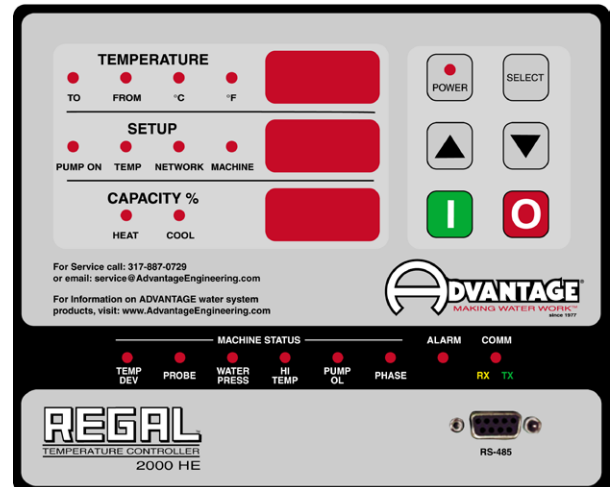 TEMPERATURE
TO FROM °C °F
POWER SELECT
SETUP
PUMP ON TEMP NETWORK MACHINE
CAPACITY %
HEAT COOL
I O
For Service call: 317-887-0729
or email: service@AdvantageEngineering.com
For Information on ADVANTAGE water system
products, visit: www.AdvantageEngineering.com
ADVANTAGE
MAKING WATER WORK™
since 1977
MACHINE STATUS ALARM COMM
TEMP DEV PROBE WATER PRESS HI TEMP PUMP OL PHASE RX TX
REGAL
TEMPERATURE CONTROLLER
2000 HE
RS-485